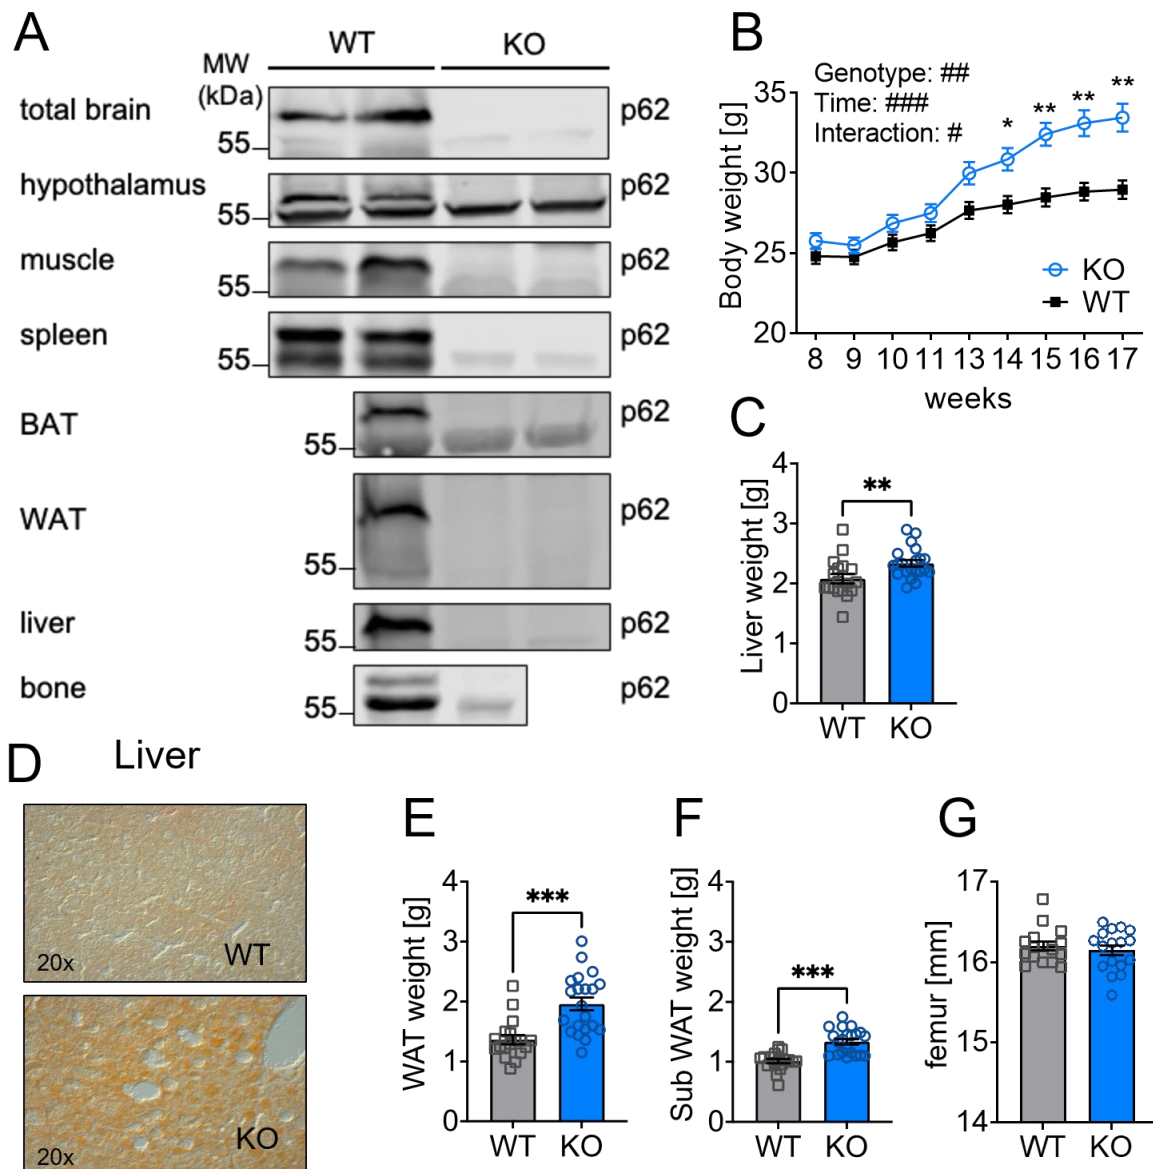 A
WT
KO
MW
(kDa)
total brain
55
p62
hypothalamus
55
p62
muscle
55
p62
spleen
55
p62
BAT
55
p62
WAT
55
p62
liver
55
p62
bone
55
p62
B
Genotype: ##
Time: ###
Interaction: #
* ** ** **
Body weight [g]
35
30
25
20
KO
WT
8 9 10 11 13 14 15 16 17
weeks
C
Liver weight [g]
4
3
2
1
0
**
WT KO
D
Liver
20x
WT
20x
KO
E
WAT weight [g]
4
3
2
1
0
***
WT KO
F
Sub WAT weight [g]
4
3
2
1
0
***
WT KO
G
femur [mm]
17
16
15
14
WT KO